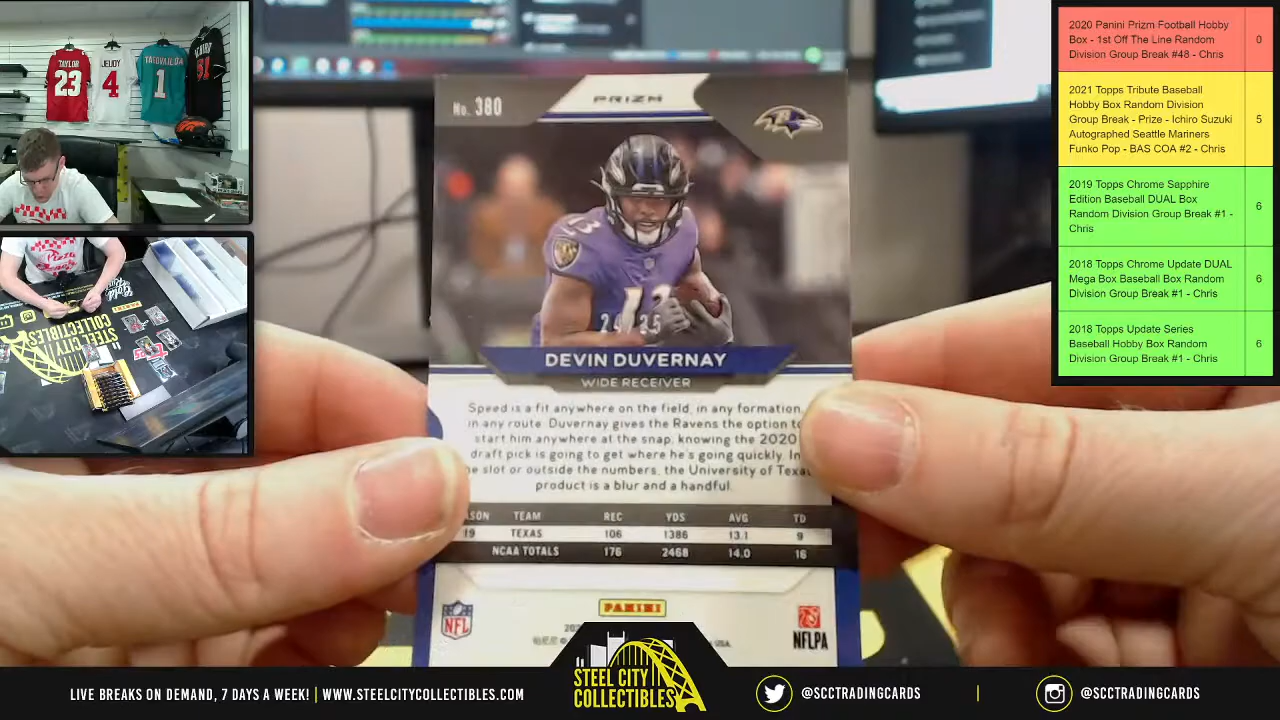 TAYLOR
23
JEUDY
4
TAGOVAILOA
1
51
STEEL CITY
COLLECTIBLES
No. 380
PRIZM
13
24/35
DEVIN DUVERNAY
WIDE RECEIVER
Speed is a fit anywhere on the field, in any formation,
in any route. Duvernay gives the Ravens the option to
start him anywhere at the snap, knowing the 2020
draft pick is going to get where he's going quickly. In
slot or outside the numbers, the University of Texas
product is a blur and a handful.
TEAM REC YDS AVG TD
19 TEXAS 106 1386 13.1 9
NCAA TOTALS 176 2468 14.0 16
PANINI
NFL
NFLPA
2020 Panini Prizm Football Hobby
Box - 1st Off The Line Random
Division Group Break #48 - Chris
0
2021 Topps Tribute Baseball
Hobby Box Random Division
Group Break - Prize - Ichiro Suzuki
Autographed Seattle Mariners
Funko Pop - BAS COA #2 - Chris
5
2019 Topps Chrome Sapphire
Edition Baseball DUAL Box
Random Division Group Break #1 -
Chris
6
2018 Topps Chrome Update DUAL
Mega Box Baseball Box Random
Division Group Break #1 - Chris
6
2018 Topps Update Series
Baseball Hobby Box Random
Division Group Break #1 - Chris
6
LIVE BREAKS ON DEMAND, 7 DAYS A WEEK! | WWW.STEELCITYCOLLECTIBLES.COM
STEEL CITY
COLLECTIBLES
@SCCTRADINGCARDS | @SCCTRADINGCARDS